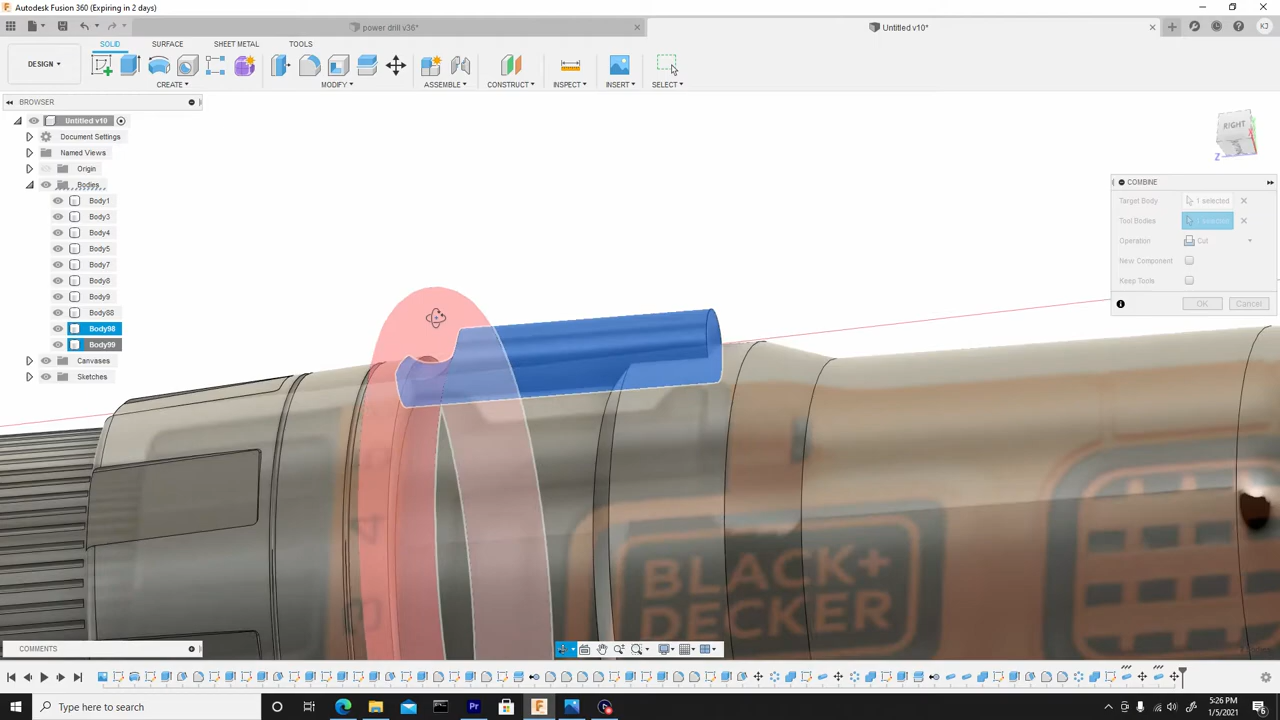 Autodesk Fusion 360 (Expiring in 2 days)
power drill v36*
Untitled v10*
KJ
SOLID
SURFACE
SHEET METAL
TOOLS
DESIGN
CREATE
MODIFY
ASSEMBLE
CONSTRUCT
INSPECT
INSERT
SELECT
BROWSER
Untitled v10
Document Settings
Named Views
Origin
Bodies
Body1
Body3
Body4
Body5
Body7
Body8
Body9
Body88
Body98
Body99
Canvases
Sketches
RIGHT
Z
X
COMBINE
Target Body
1 selected
Tool Bodies
1 selected
Operation
Cut
New Component
Keep Tools
OK
Cancel
BLACK+
DECKER
COMMENTS
Type here to search
5:26 PM
1/5/2021